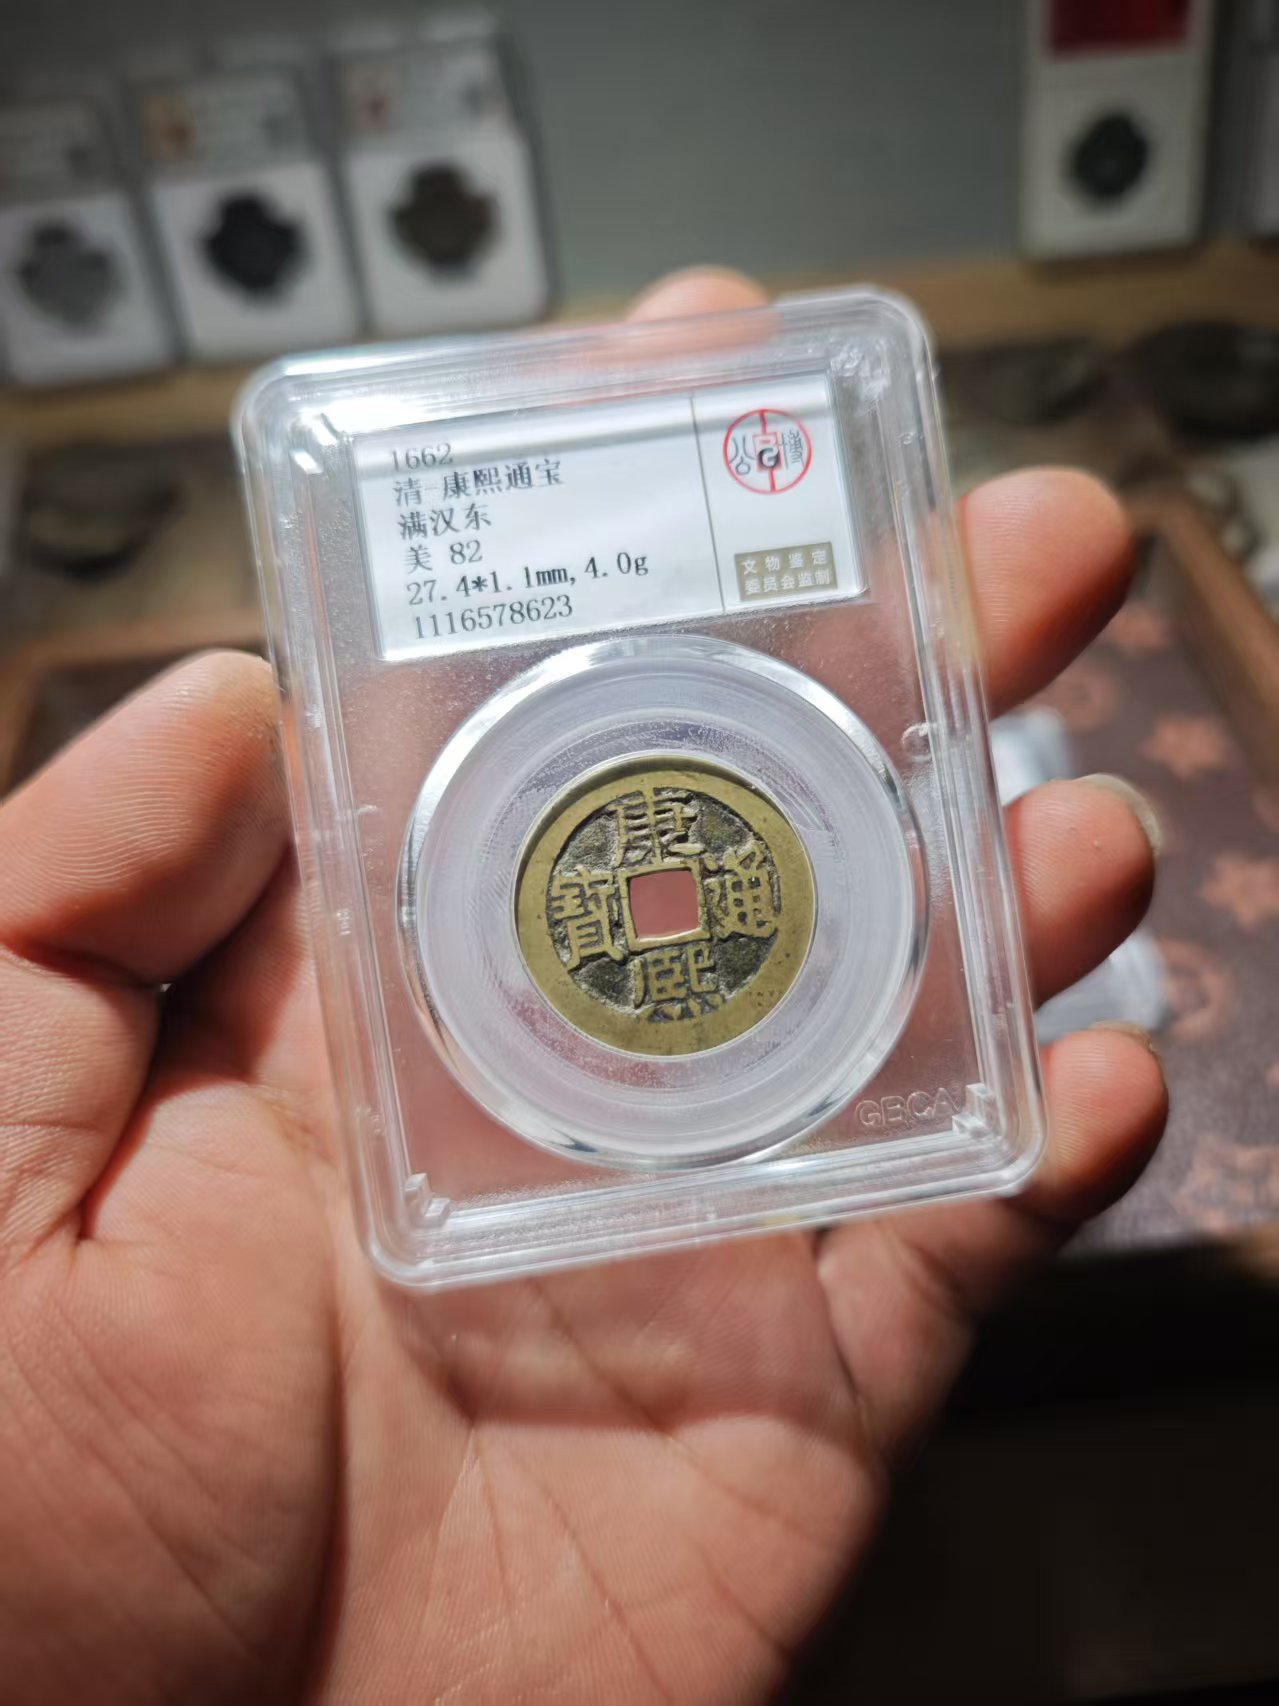 1662
清-康熙通宝
满汉东
美 82
27.4*1.1mm,4.0g
1116578623
公博
G
文物鉴定
委员会监制
康熙通寶
GBCA